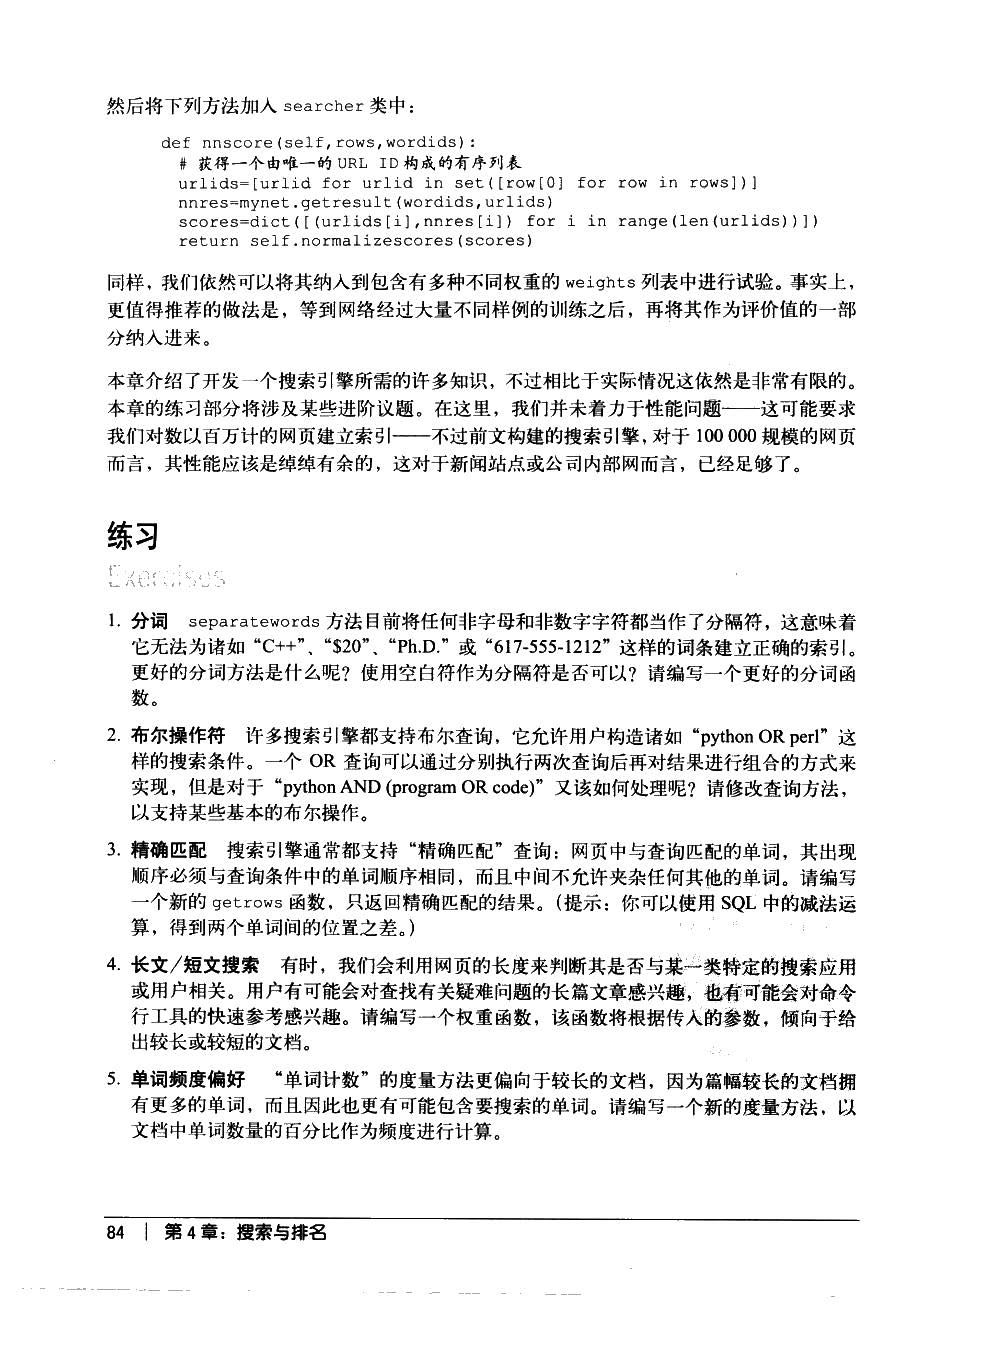 然后将下列方法加入 searcher 类中：
def nnscore(self,rows,wordids):
# 获得一个由唯一的 URL ID 构成的有序列表
urlids=[urlid for urlid in set([row[0] for row in rows])]
nnres=mynet.getresult(wordids,urlids)
scores=dict([(urlids[i],nnres[i]) for i in range(len(urlids))])
return self.normalizescores(scores)
同样，我们依然可以将其纳入到包含有多种不同权重的 weights 列表中进行试验。事实上，
更值得推荐的做法是，等到网络经过大量不同样例的训练之后，再将其作为评价值的一部
分纳入进来。
本章介绍了开发一个搜索引擎所需的许多知识，不过相比于实际情况这依然是非常有限的。
本章的练习部分将涉及某些进阶议题。在这里，我们并未着力于性能问题——这可能要求
我们对数以百万计的网页建立索引——不过前文构建的搜索引擎，对于 100 000 规模的网页
而言，其性能应该是绰绰有余的，这对于新闻站点或公司内部网而言，已经足够了。
练习
Exercises
1. 分词 separatewords 方法目前将任何非字母和非数字字符都当作了分隔符，这意味着
它无法为诸如“C++”、“$20”、“Ph.D.”或“617-555-1212”这样的词条建立正确的索引。
更好的分词方法是什么呢？使用空白符作为分隔符是否可以？请编写一个更好的分词函
数。
2. 布尔操作符 许多搜索引擎都支持布尔查询，它允许用户构造诸如“python OR perl”这
样的搜索条件。一个 OR 查询可以通过分别执行两次查询后再对结果进行组合的方式来
实现，但是对于“python AND (program OR code)”又该如何处理呢？请修改查询方法，
以支持某些基本的布尔操作。
3. 精确匹配 搜索引擎通常都支持“精确匹配”查询：网页中与查询匹配的单词，其出现
顺序必须与查询条件中的单词顺序相同，而且中间不允许夹杂任何其他的单词。请编写
一个新的 getrows 函数，只返回精确匹配的结果。（提示：你可以使用 SQL 中的减法运
算，得到两个单词间的位置之差。）
4. 长文／短文搜索 有时，我们会利用网页的长度来判断其是否与某一类特定的搜索应用
或用户相关。用户有可能会对查找有关疑难问题的长篇文章感兴趣，也有可能会对命令
行工具的快速参考感兴趣。请编写一个权重函数，该函数将根据传入的参数，倾向于给
出较长或较短的文档。
5. 单词频度偏好 “单词计数”的度量方法更偏向于较长的文档，因为篇幅较长的文档拥
有更多的单词，而且因此也更有可能包含要搜索的单词。请编写一个新的度量方法，以
文档中单词数量的百分比作为频度进行计算。
84 | 第 4 章：搜索与排名